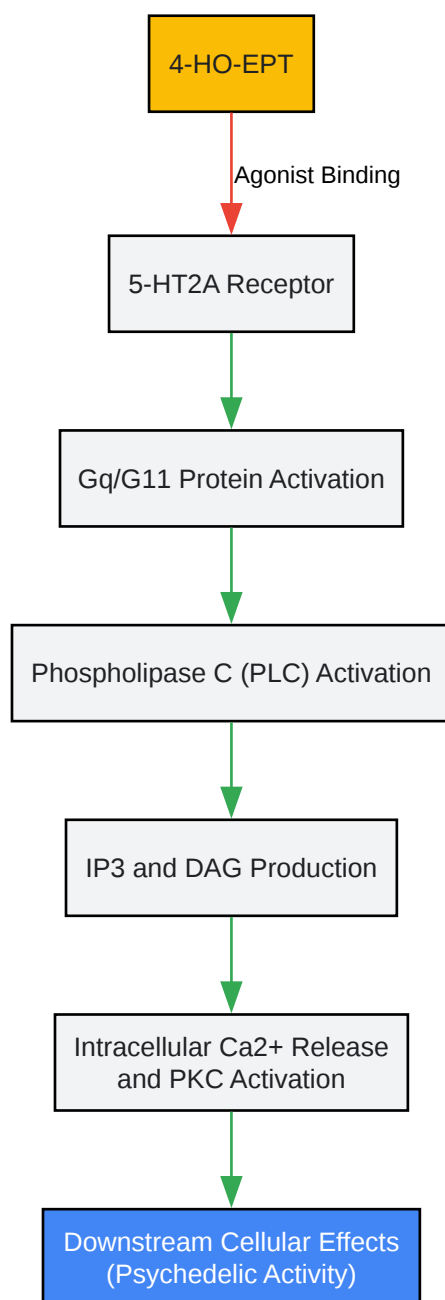 4-HO-EPT
Agonist Binding
5-HT2A Receptor
Gq/G11 Protein Activation
Phospholipase C (PLC) Activation
IP3 and DAG Production
Intracellular Ca2+ Release
and PKC Activation
Downstream Cellular Effects
(Psychedelic Activity)